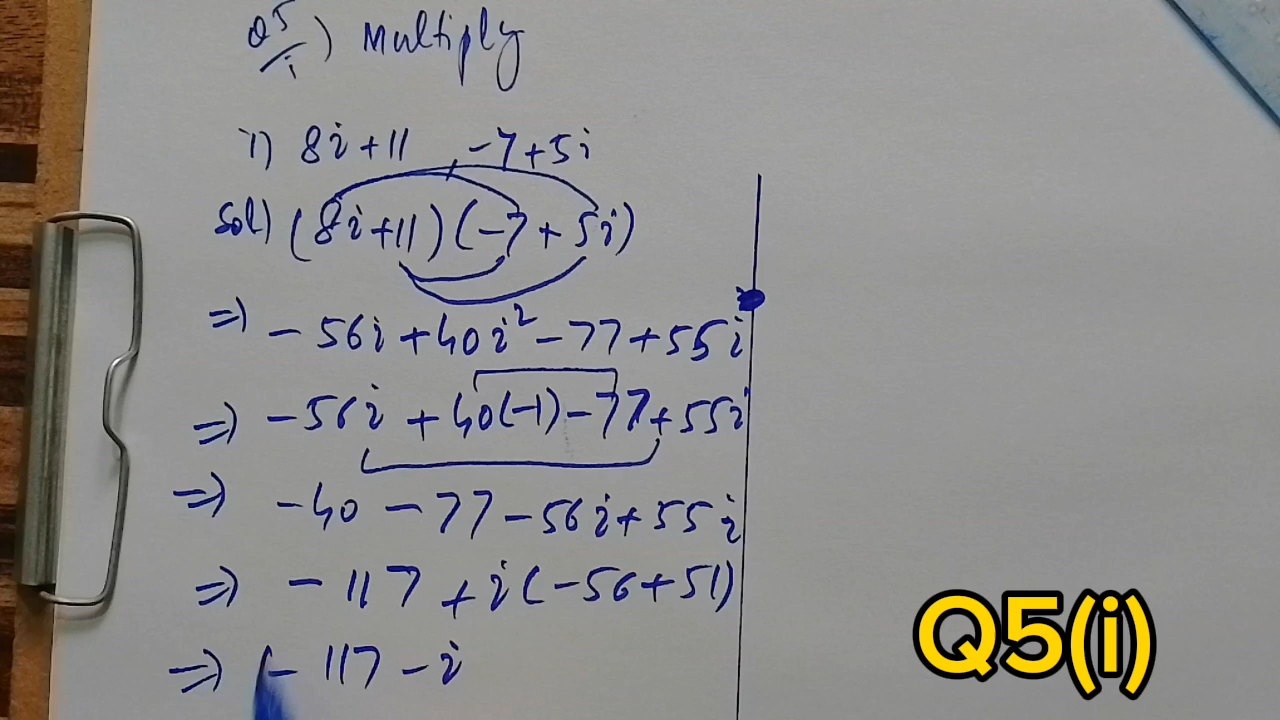 Q5/i) Multiply
i) 8i+11 , -7+5i
Sol) (8i+11)(-7+5i)
=> -56i+40i²-77+55i
=> -56i+40(-1)-77+55i
=> -40-77-56i+55i
=> -117+i(-56+51)
=> -117-i
Q5(i)